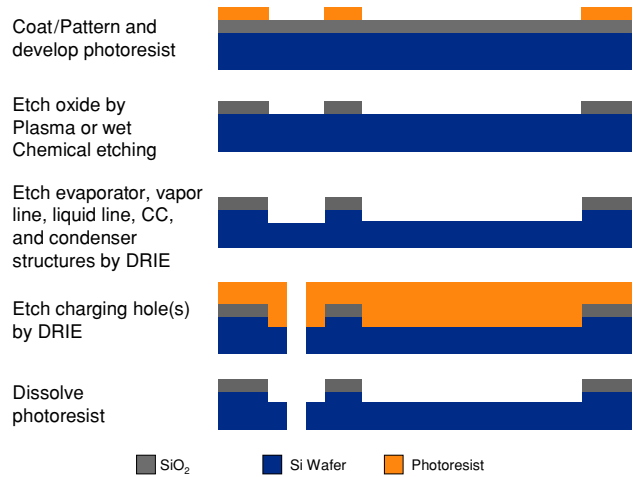 Coat/Pattern and
develop photoresist
Etch oxide by
Plasma or wet
Chemical etching
Etch evaporator, vapor
line, liquid line, CC,
and condenser
structures by DRIE
Etch charging hole(s)
by DRIE
Dissolve
photoresist
SiO₂ Si Wafer Photoresist